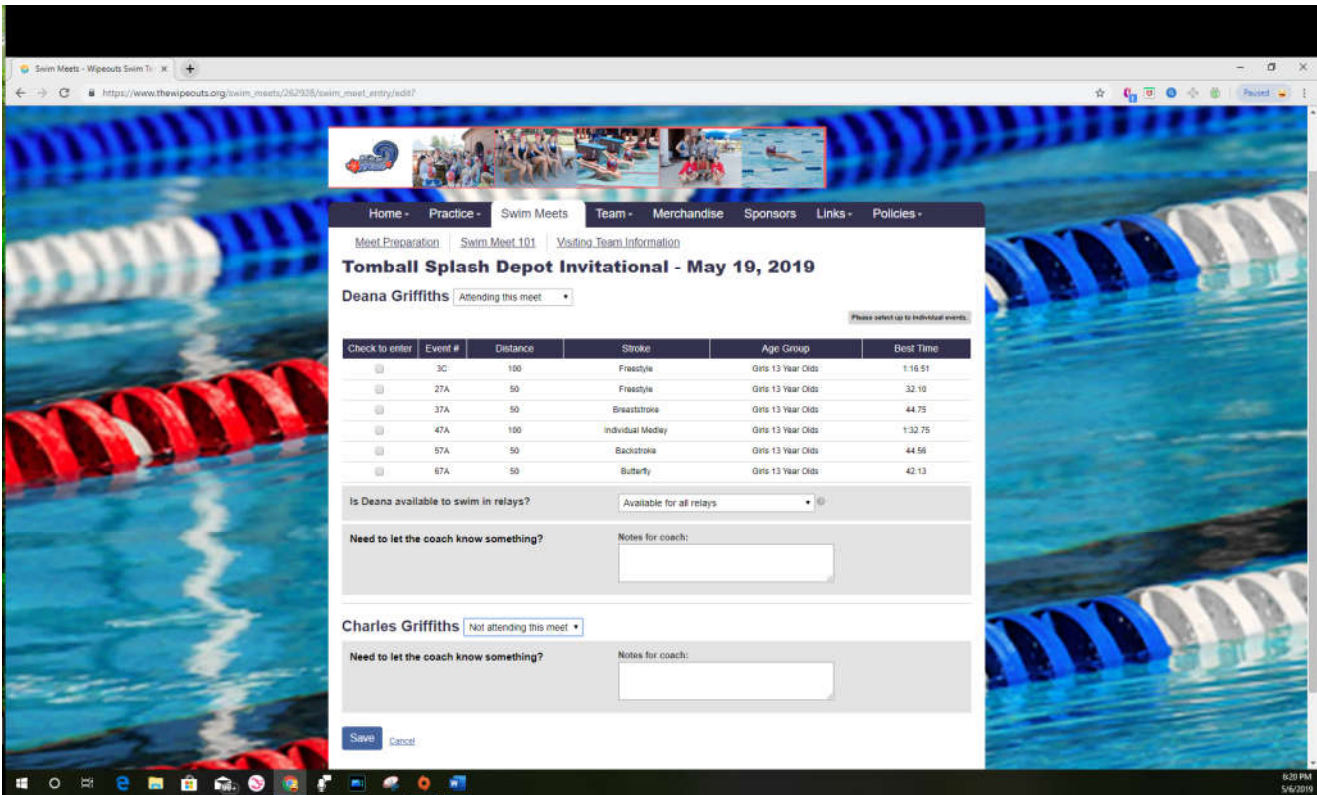 Swim Meets - Wipeouts Swim Te
https://www.thewipeouts.org/swim_meets/262928/swim_meet_entry/edit?
Paused
Home Practice Swim Meets Team Merchandise Sponsors Links Policies
Meet Preparation Swim Meet 101 Visiting Team Information
Tomball Splash Depot Invitational - May 19, 2019
Deana Griffiths Attending this meet
Please select up to individual events.
Check to enter Event # Distance Stroke Age Group Best Time
3C 100 Freestyle Girls 13 Year Olds 1:16.51
27A 50 Freestyle Girls 13 Year Olds 32.10
37A 50 Breaststroke Girls 13 Year Olds 44.75
47A 100 Individual Medley Girls 13 Year Olds 1:32.75
57A 50 Backstroke Girls 13 Year Olds 44.56
67A 50 Butterfly Girls 13 Year Olds 42.13
Is Deana available to swim in relays? Available for all relays
Need to let the coach know something? Notes for coach:
Charles Griffiths Not attending this meet
Need to let the coach know something? Notes for coach:
Save Cancel
8:20 PM
5/6/2019